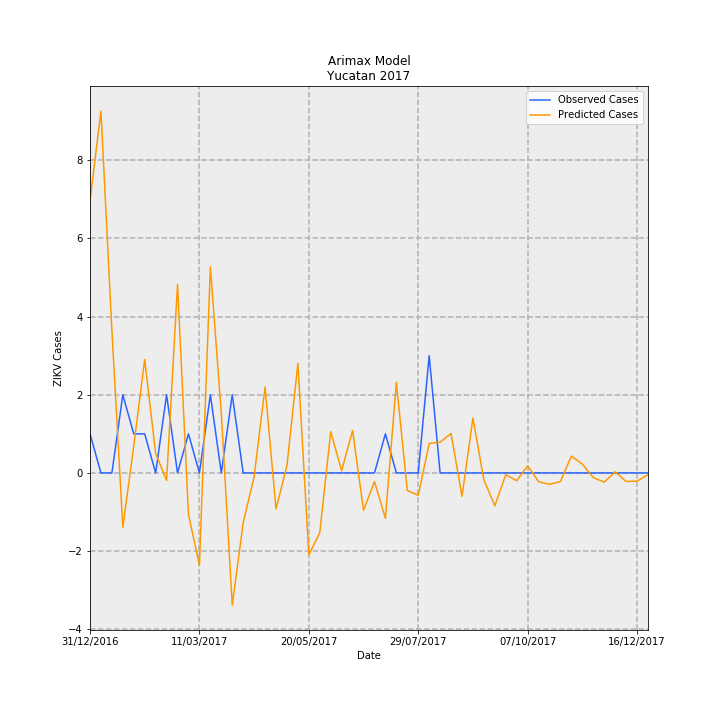 Arimax Model
Yucatan 2017
Observed Cases
Predicted Cases
8
6
4
2
0
−2
−4
ZIKV Cases
31/12/2016 11/03/2017 20/05/2017 29/07/2017 07/10/2017 16/12/2017
Date